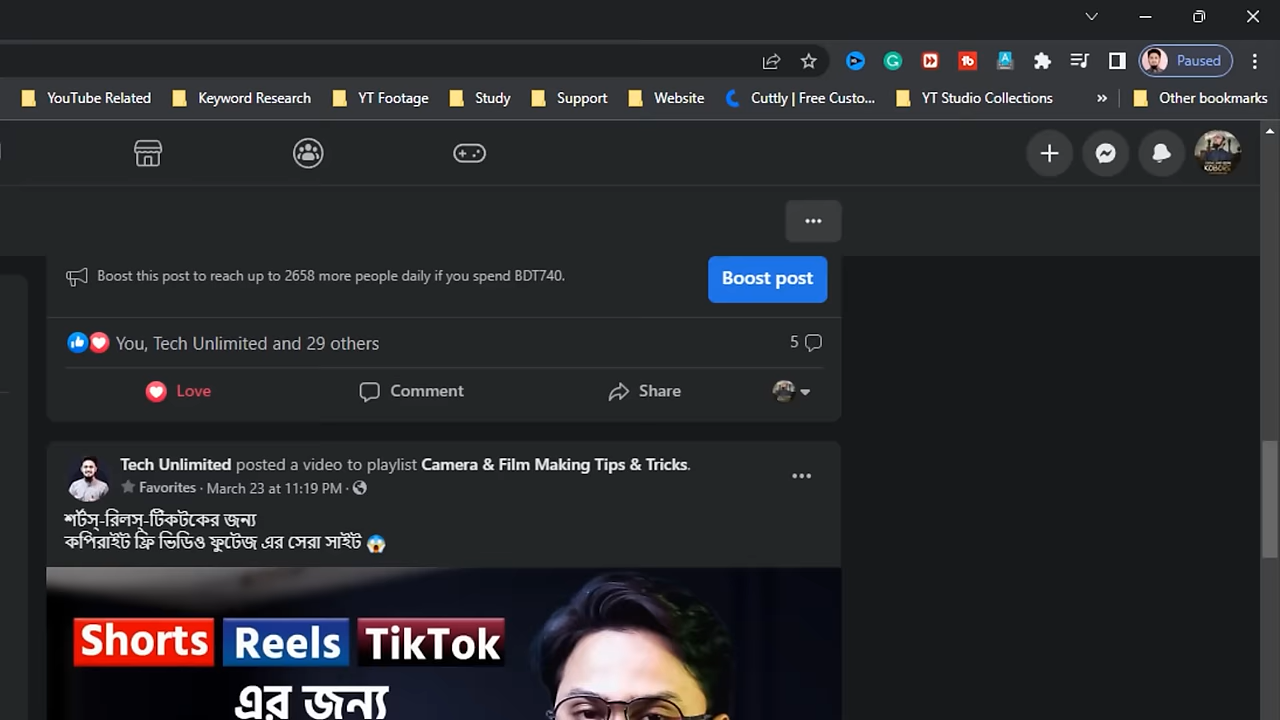 Paused
YouTube Related
Keyword Research
YT Footage
Study
Support
Website
Cuttly | Free Custo...
YT Studio Collections
»
Other bookmarks
Boost this post to reach up to 2658 more people daily if you spend BDT740.
Boost post
You, Tech Unlimited and 29 others
5
Love
Comment
Share
Tech Unlimited posted a video to playlist Camera & Film Making Tips & Tricks.
Favorites · March 23 at 11:19 PM ·
শর্টস্-রিলস্-টিকটকের জন্য
কপিরাইট ফ্রি ভিডিও ফুটেজ এর সেরা সাইট 😱
Shorts Reels TikTok
এর জন্য